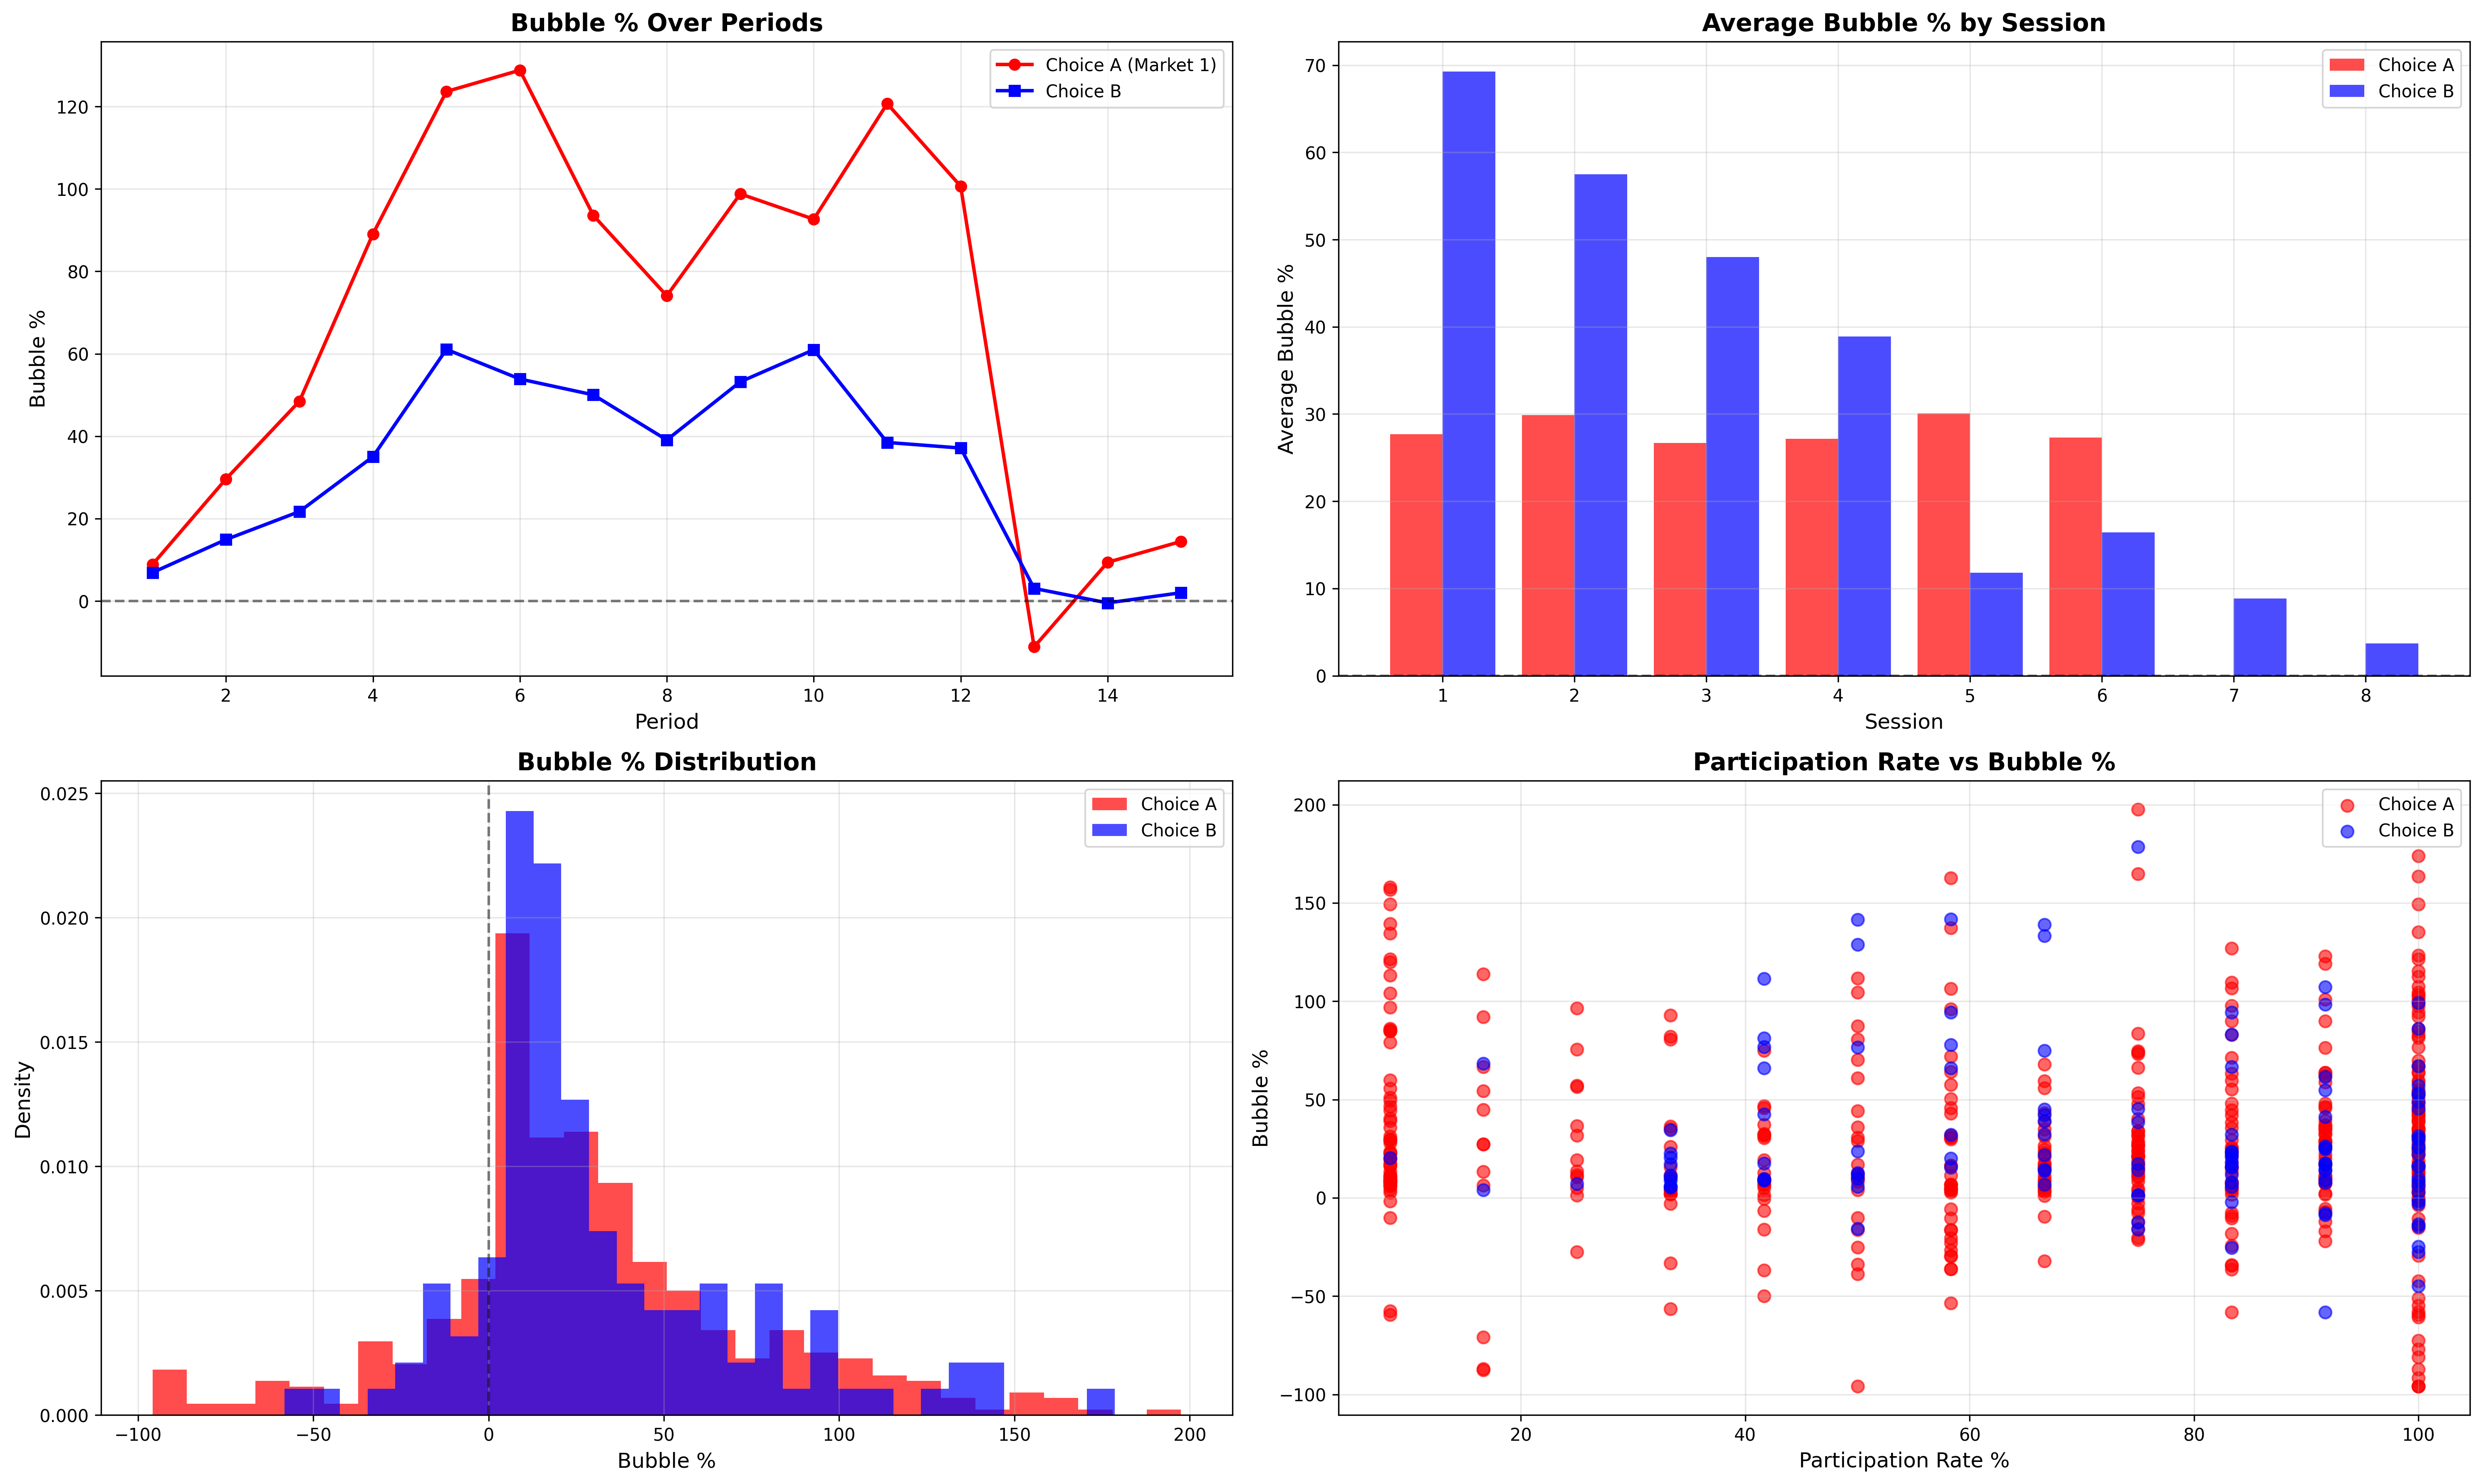 Bubble % Over Periods
Bubble %
120
100
80
60
40
20
0
2 4 6 8 10 12 14
Period
Choice A (Market 1)
Choice B
Average Bubble % by Session
Average Bubble %
70
60
50
40
30
20
10
0
1 2 3 4 5 6 7 8
Session
Choice A
Choice B
Bubble % Distribution
Density
0.025
0.020
0.015
0.010
0.005
0.000
−100 −50 0 50 100 150 200
Bubble %
Choice A
Choice B
Participation Rate vs Bubble %
Bubble %
200
150
100
50
0
−50
−100
20 40 60 80 100
Participation Rate %
Choice A
Choice B